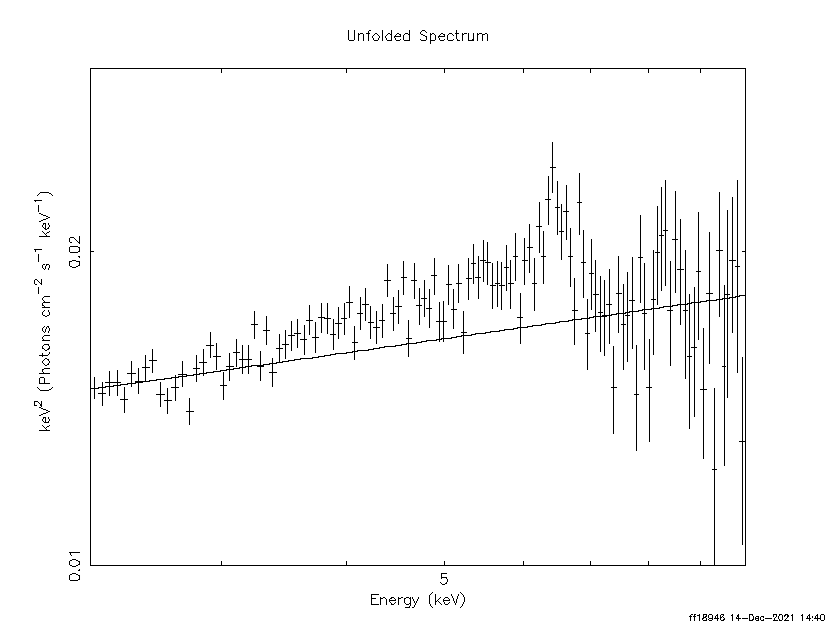 Unfolded Spectrum
keV² (Photons cm⁻² s⁻¹ keV⁻¹)
0.02
0.01
5
Energy (keV)
ff18946 14-Dec-2021 14:40